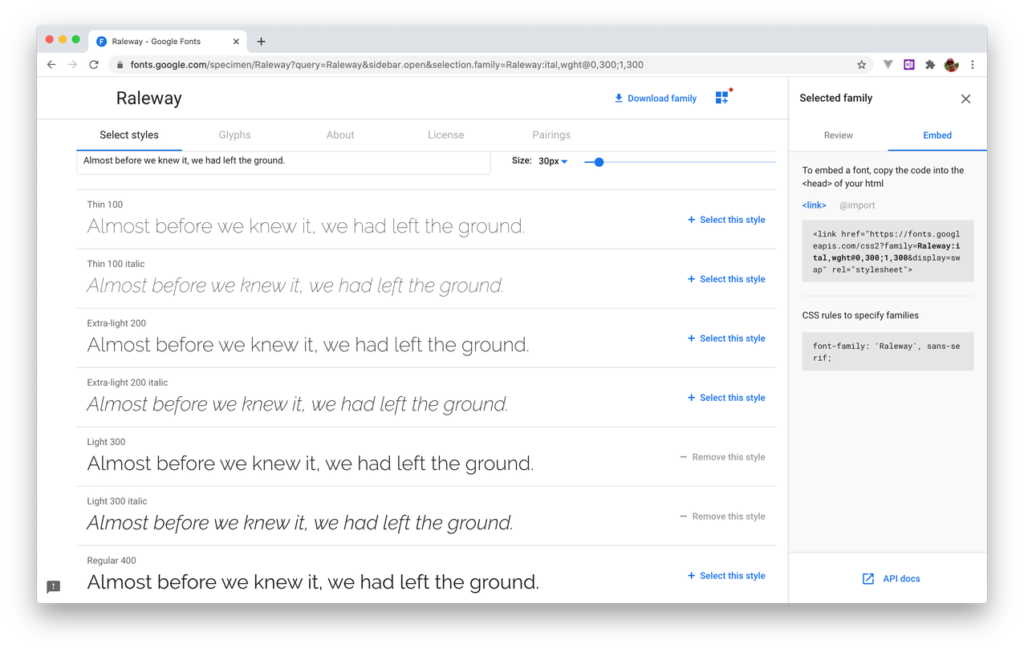 Raleway - Google Fonts
fonts.google.com/specimen/Raleway?query=Raleway&sidebar.open&selection.family=Raleway:ital,wght@0,300;1,300
Raleway
Download family
Select styles
Glyphs
About
License
Pairings
Almost before we knew it, we had left the ground.
Size: 30px
Thin 100
Almost before we knew it, we had left the ground.
+ Select this style
Thin 100 italic
Almost before we knew it, we had left the ground.
+ Select this style
Extra-light 200
Almost before we knew it, we had left the ground.
+ Select this style
Extra-light 200 italic
Almost before we knew it, we had left the ground.
+ Select this style
Light 300
Almost before we knew it, we had left the ground.
− Remove this style
Light 300 italic
Almost before we knew it, we had left the ground.
− Remove this style
Regular 400
Almost before we knew it, we had left the ground.
+ Select this style
Selected family
Review
Embed
To embed a font, copy the code into the
<head> of your html
<link>
@import
<link href="https://fonts.googl
eapis.com/css2?family=Raleway:i
tal,wght@0,300;1,300&display=sw
ap" rel="stylesheet">
CSS rules to specify families
font-family: 'Raleway', sans-se
rif;
API docs